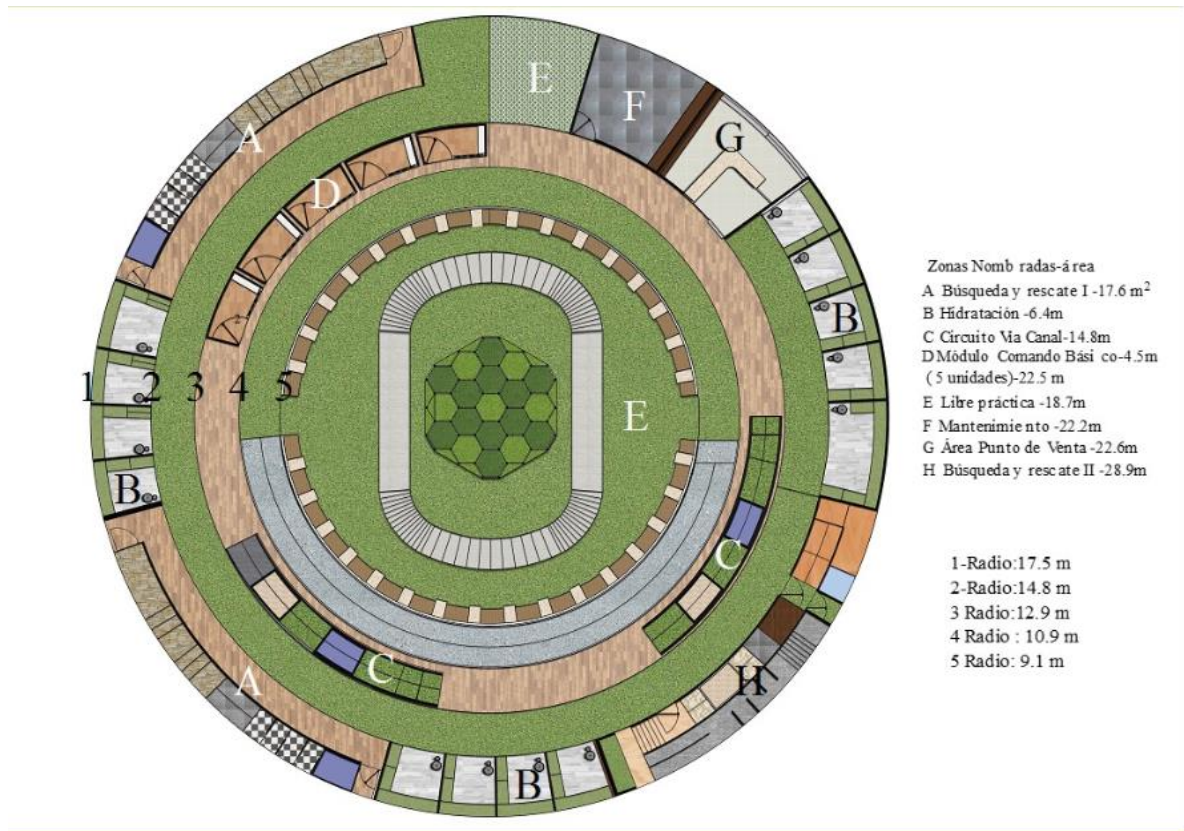 E
F
A
G
D
B
1 2 3 4 5
E
B
C
C
A
H
B
Zonas Nomb radas-área
A Búsqueda y rescate I -17.6 m²
B Hidratación -6.4m
C Circuito Vía Canal-14.8m
D Módulo Comando Bási co-4.5m
( 5 unidades)-22.5 m
E Libre práctica -18.7m
F Mantenimie nto -22.2m
G Área Punto de Venta -22.6m
H Búsqueda y rescate II -28.9m
1-Radio:17.5 m
2-Radio:14.8 m
3 Radio:12.9 m
4 Radio : 10.9 m
5 Radio: 9.1 m